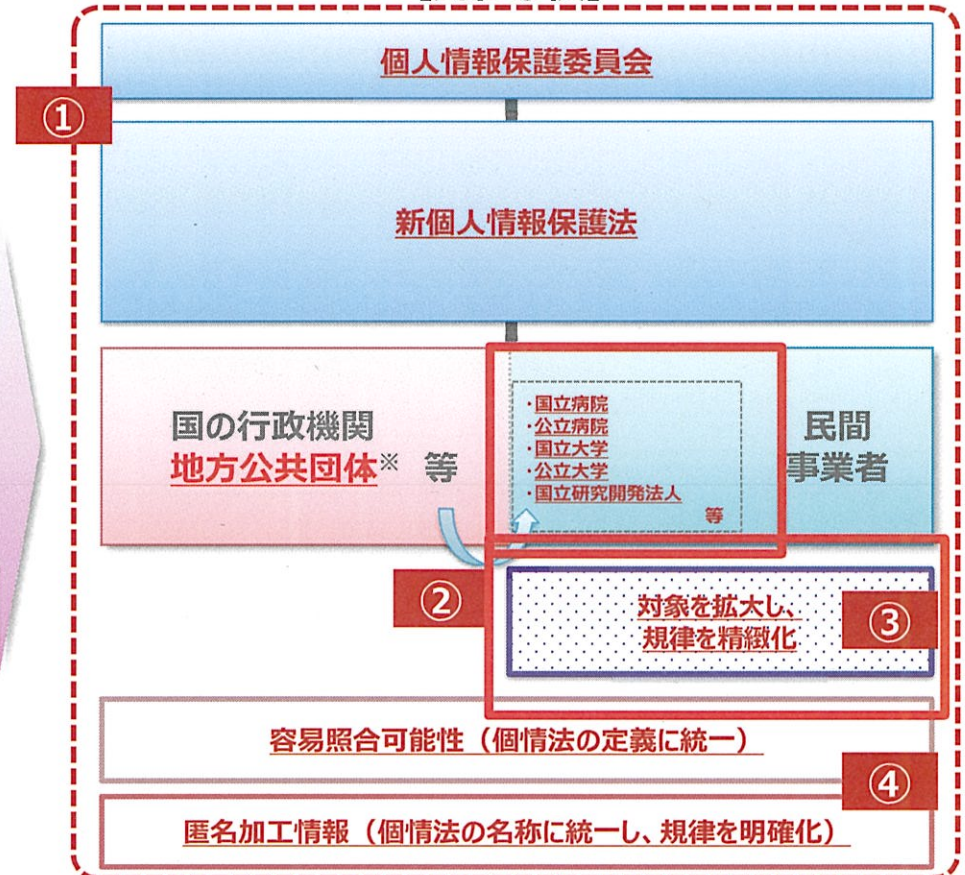 個人情報保護委員会
①
新個人情報保護法
国の行政機関
地方公共団体※ 等
・国立病院
・公立病院
・国立大学
・公立大学
・国立研究開発法人
等
民間
事業者
②
対象を拡大し、
規律を精緻化
③
容易照合可能性（個情法の定義に統一）
④
匿名加工情報（個情法の名称に統一し、規律を明確化）